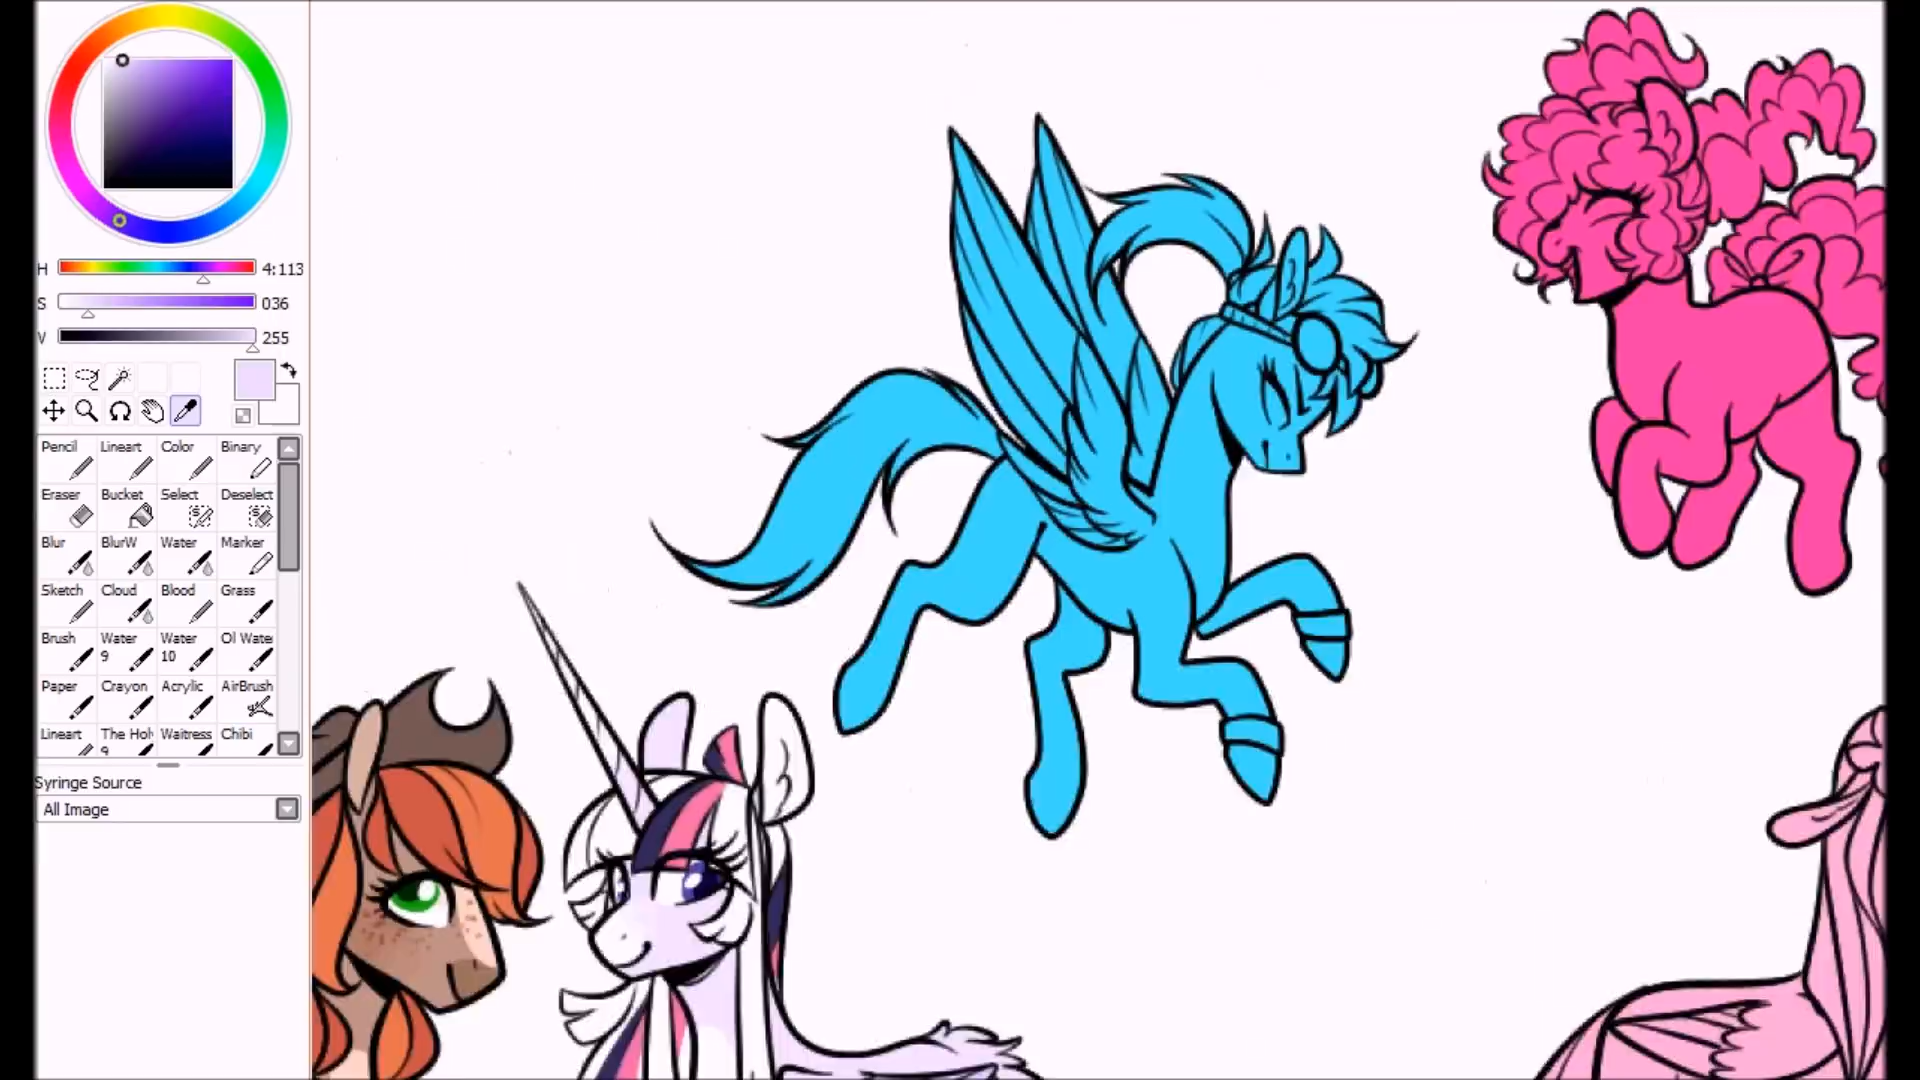 H 4:113
S 036
V 255
Pencil Lineart Color Binary
Eraser Bucket Select Deselect
Blur BlurW Water Marker
Sketch Cloud Blood Grass
Brush Water 9 Water 10 Ol Wate
Paper Crayon Acrylic AirBrush
Lineart The Hol 9 Waitress Chibi
Syringe Source
All Image